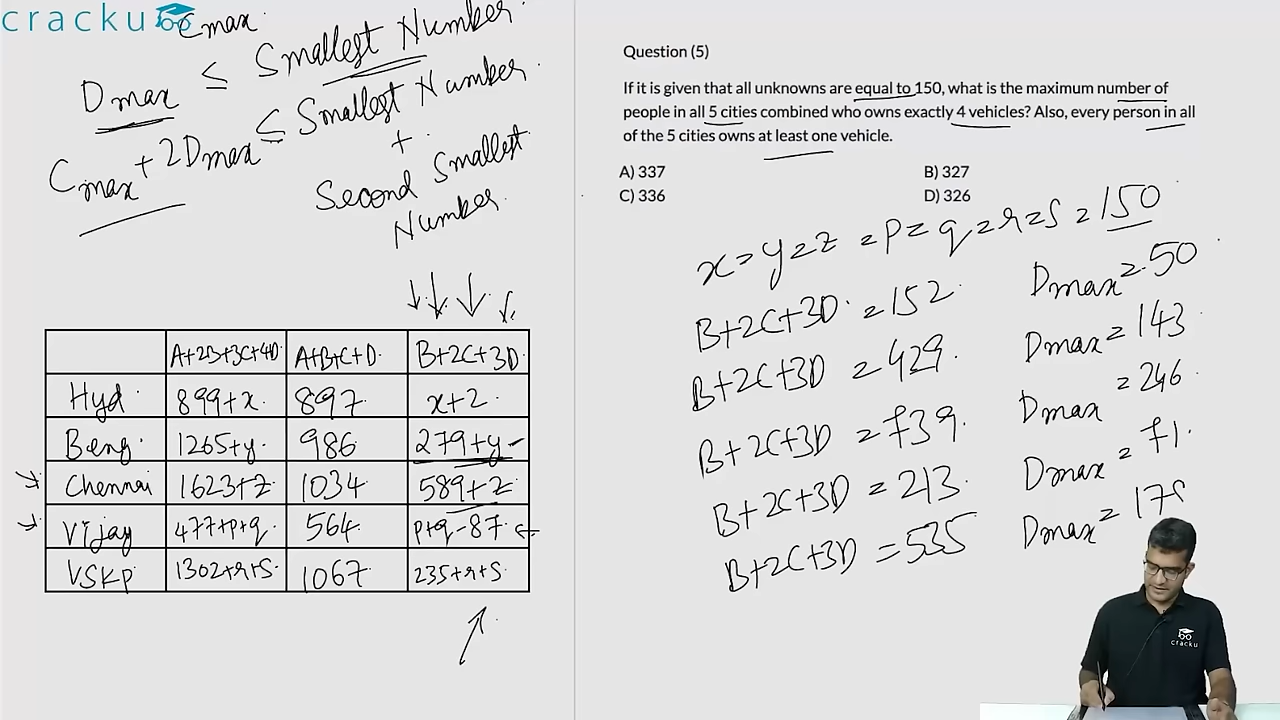 cracku
Cmax
Dmax ≤ Smallest Number.
Cmax + 2Dmax ≤ Smallest Number.
+
Second Smallest
Number.
A+2B+3C+4D A+B+C+D. B+2C+3D
Hyd. 899+x. 897. x+2.
Beng. 1265+y. 986 279+y
Chennai 1623+z 1034 589+z
Vijay 477+p+q. 564. p+q-87.
VSKp 1302+r+s. 1067 235+r+s.
Question (5)
If it is given that all unknowns are equal to 150, what is the maximum number of
people in all 5 cities combined who owns exactly 4 vehicles? Also, every person in all
of the 5 cities owns at least one vehicle.
A) 337 B) 327
C) 336 D) 326
x=y=z=p=q=r=s=150
B+2C+3D = 152. Dmax = 50
B+2C+3D = 429. Dmax = 143
B+2C+3D = 739. Dmax = 246.
B+2C+3D = 213. Dmax = 71.
B+2C+3D = 535 Dmax =
cracku